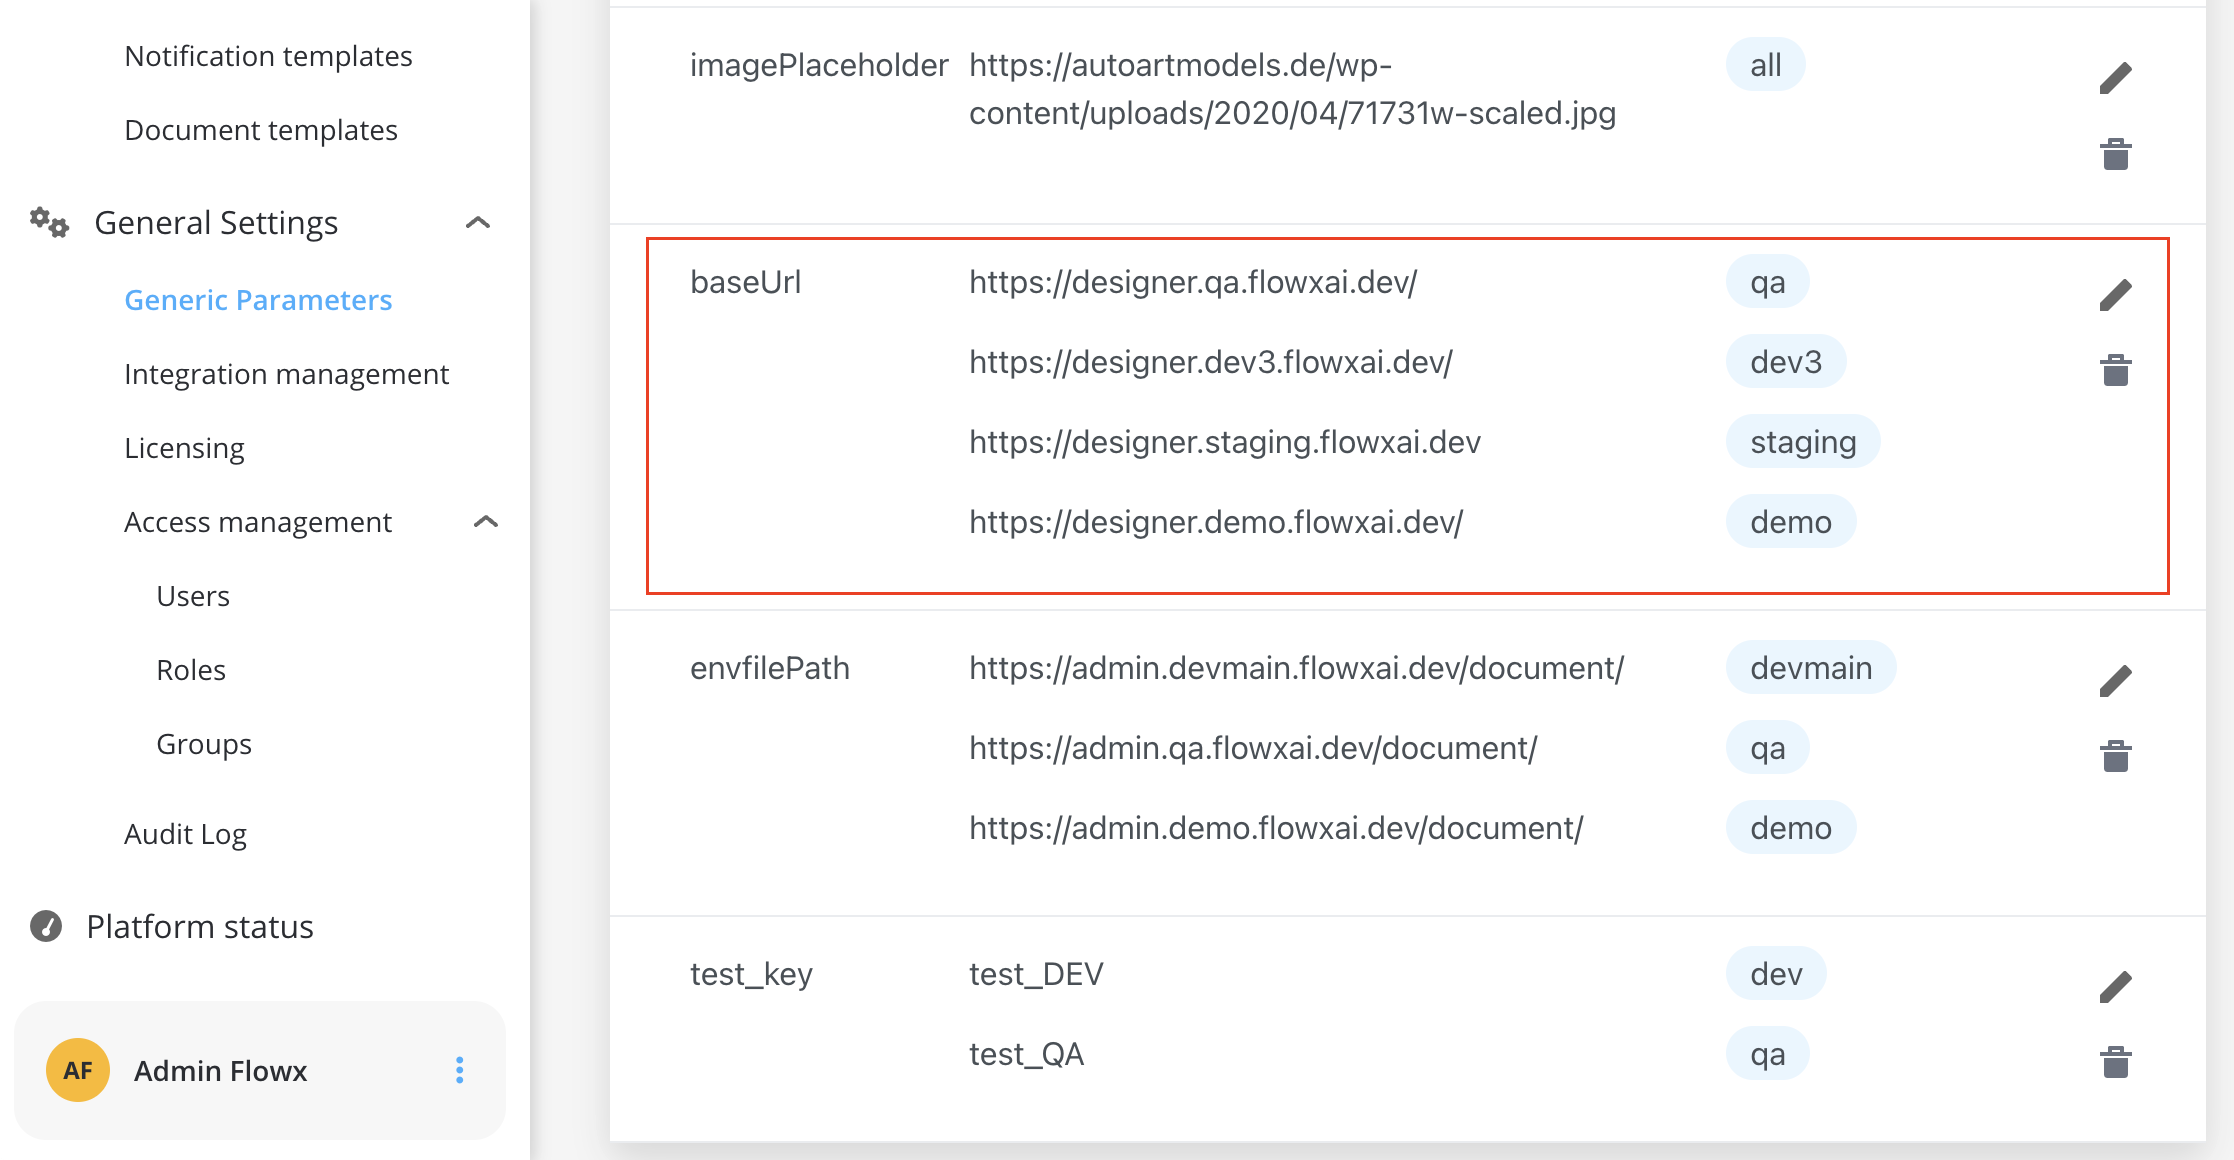 Notification templates
Document templates
General Settings
Generic Parameters
Integration management
Licensing
Access management
Users
Roles
Groups
Audit Log
Platform status
AF
Admin Flowx
imagePlaceholder https://autoartmodels.de/wp- all
content/uploads/2020/04/71731w-scaled.jpg
baseUrl https://designer.qa.flowxai.dev/ qa
https://designer.dev3.flowxai.dev/ dev3
https://designer.staging.flowxai.dev staging
https://designer.demo.flowxai.dev/ demo
envfilePath https://admin.devmain.flowxai.dev/document/ devmain
https://admin.qa.flowxai.dev/document/ qa
https://admin.demo.flowxai.dev/document/ demo
test_key test_DEV dev
test_QA qa